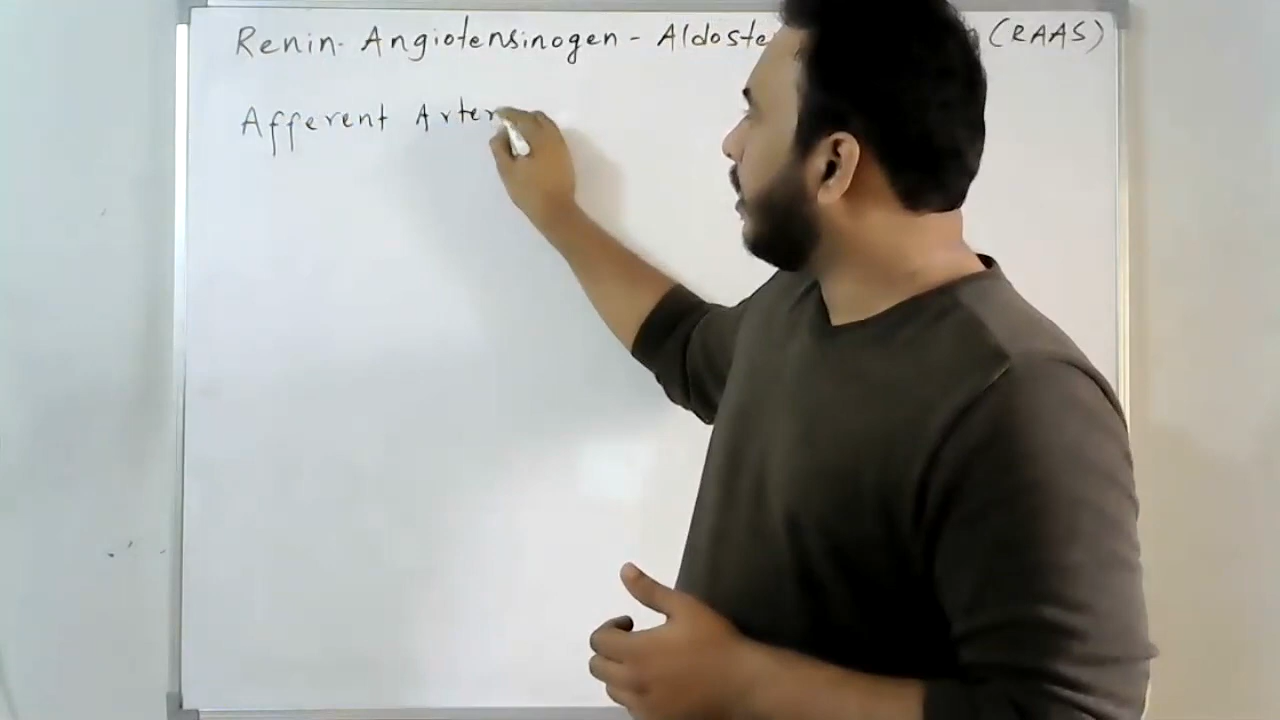 Renin- Angiotensinogen - Aldoste (RAAS)
Afferent Arter